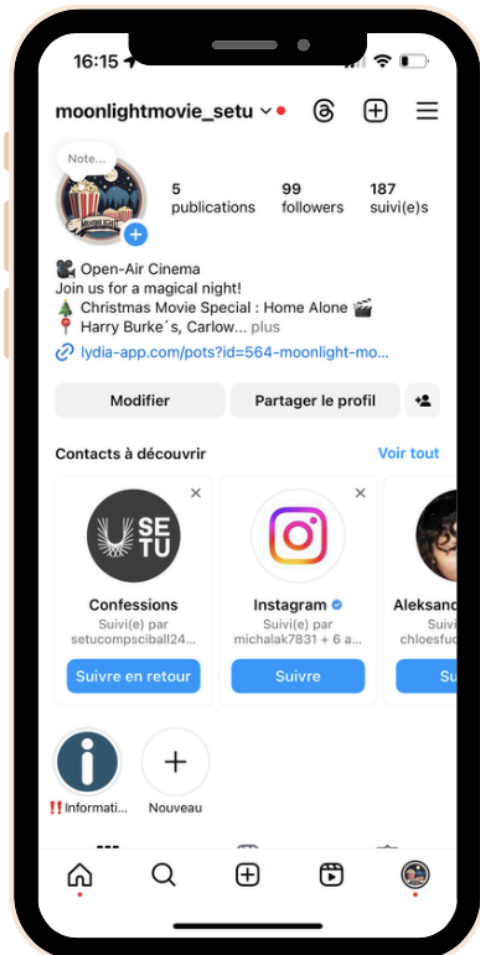 16:15
moonlightmovie_setu
Note...
5 publications
99 followers
187 suivi(e)s
🎥 Open-Air Cinema
Join us for a magical night!
🎄 Christmas Movie Special : Home Alone 🎬
📍 Harry Burke´s, Carlow... plus
lydia-app.com/pots?id=564-moonlight-mo...
Modifier
Partager le profil
Contacts à découvrir
Voir tout
SE
TU
Confessions
Suivi(e) par
setucompsciball24...
Suivre en retour
Instagram
Suivi(e) par
michalak7831 + 6 a...
Suivre
Aleksand
Suivi
chloesfuc
Su
‼️Informati...
Nouveau